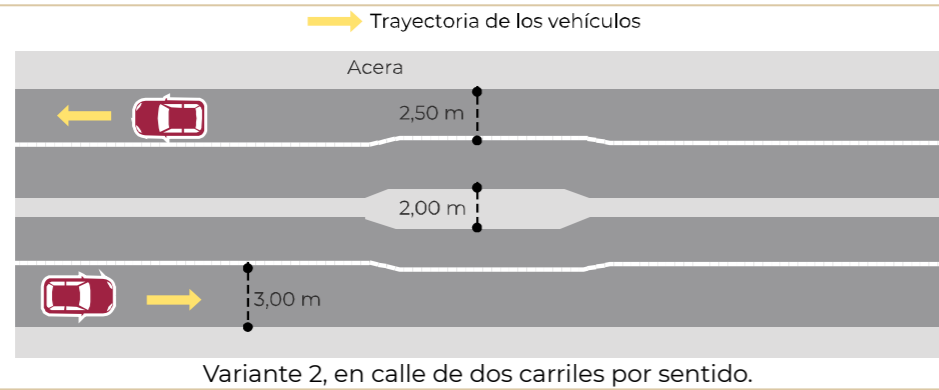 Trayectoria de los vehículos
Acera
2,50 m
2,00 m
3,00 m
Variante 2, en calle de dos carriles por sentido.